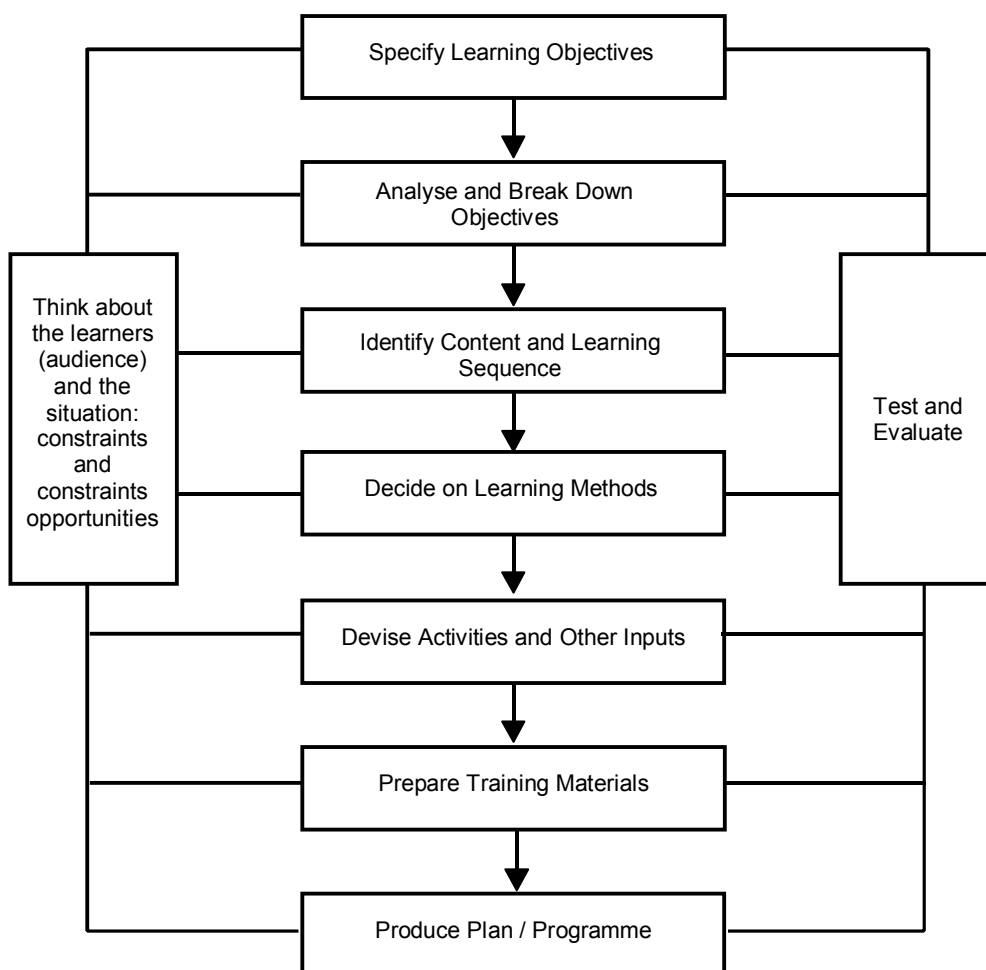 Specify Learning Objectives
Analyse and Break Down
Objectives
Think about
the learners
(audience)
and the
situation:
constraints
and
constraints
opportunities
Identify Content and Learning
Sequence
Test and
Evaluate
Decide on Learning Methods
Devise Activities and Other Inputs
Prepare Training Materials
Produce Plan / Programme